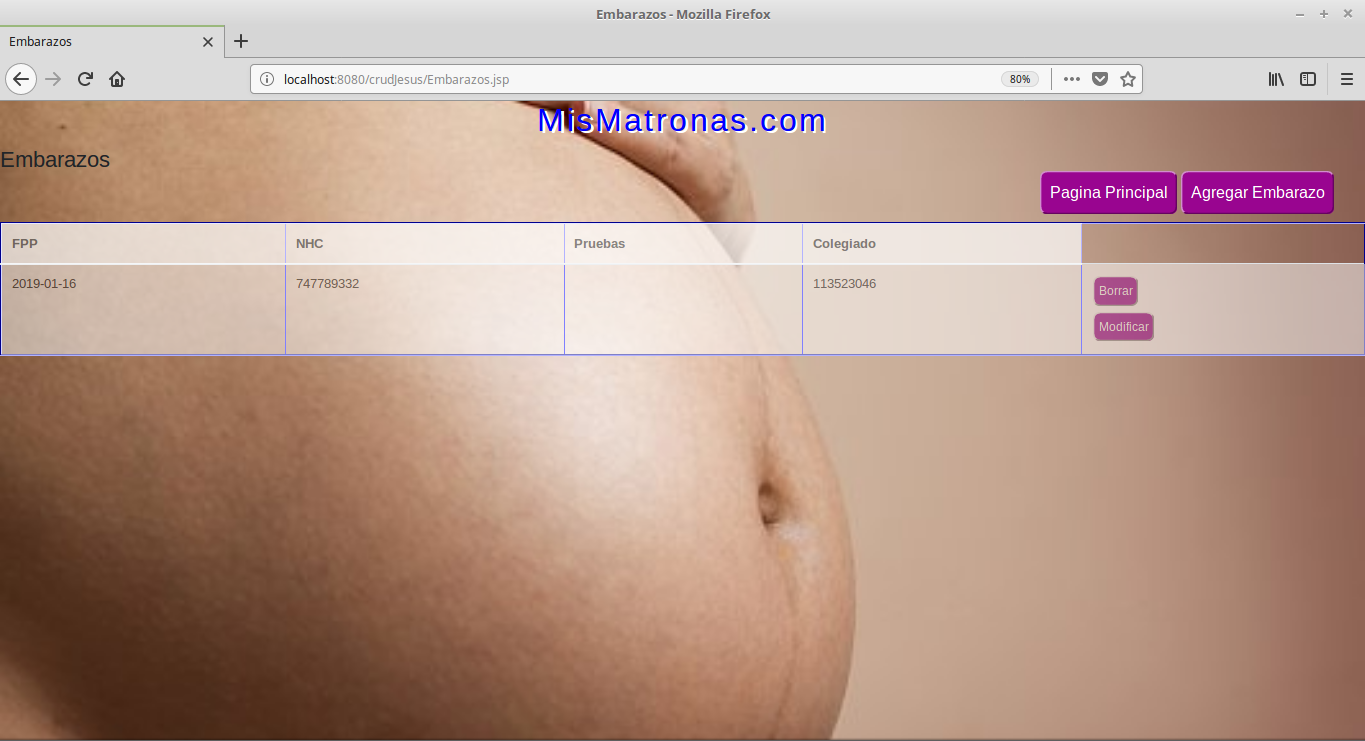 Embarazos - Mozilla Firefox
Embarazos
localhost:8080/crudJesus/Embarazos.jsp 80%
MisMatronas.com
Embarazos
Pagina Principal Agregar Embarazo
FPP NHC Pruebas Colegiado
2019-01-16 747789332 113523046 Borrar
Modificar